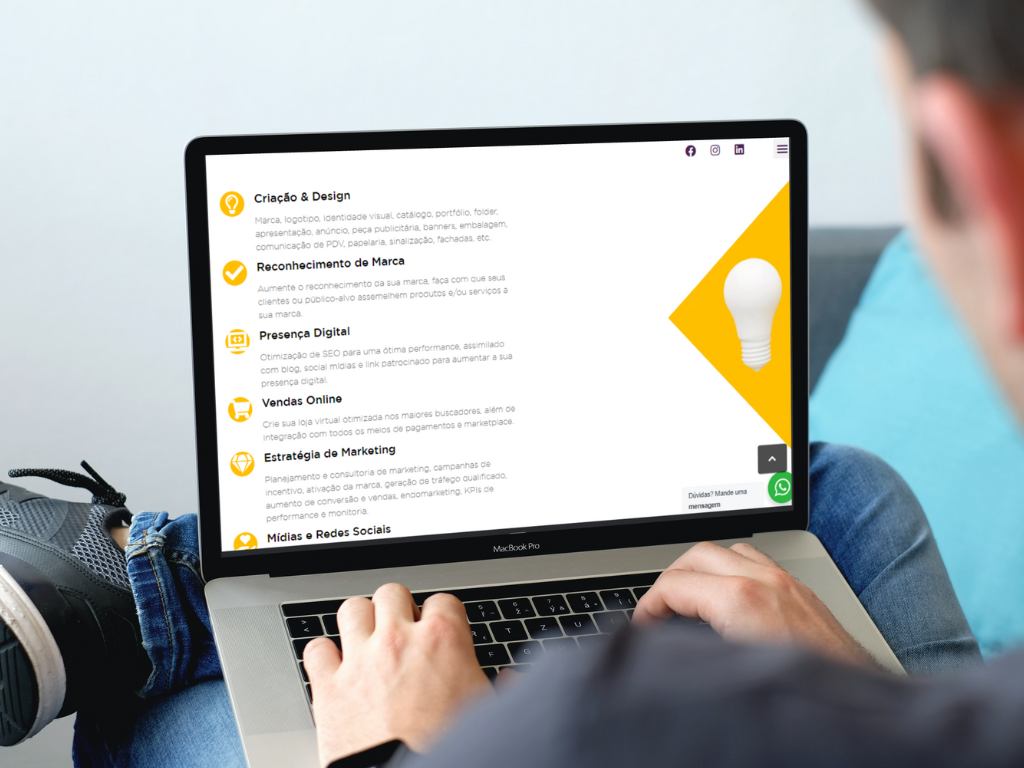 Criação & Design
Marca, logotipo, identidade visual, catálogo, portfólio, folder,
apresentação, anúncio, peça publicitária, banners, embalagem,
comunicação de PDV, papelaria, sinalização, fachadas, etc.
Reconhecimento de Marca
Aumente o reconhecimento da sua marca, faça com que seus
clientes ou público-alvo assemelhem produtos e/ou serviços a
sua marca.
Presença Digital
Otimização de SEO para uma ótima performance, assimilado
com blog, social mídias e link patrocinado para aumentar a sua
presença digital.
Vendas Online
Crie sua loja virtual otimizada nos maiores buscadores, além de
integração com todos os meios de pagamentos e marketplace.
Estratégia de Marketing
Planejamento e consultoria de marketing, campanhas de
incentivo, ativação da marca, geração de tráfego qualificado,
aumento de conversão e vendas, endomarketing, KPIs de
performance e monitoria.
Mídias e Redes Sociais
Dúvidas? Mande uma
mensagem
MacBook Pro
R T Z U
F G